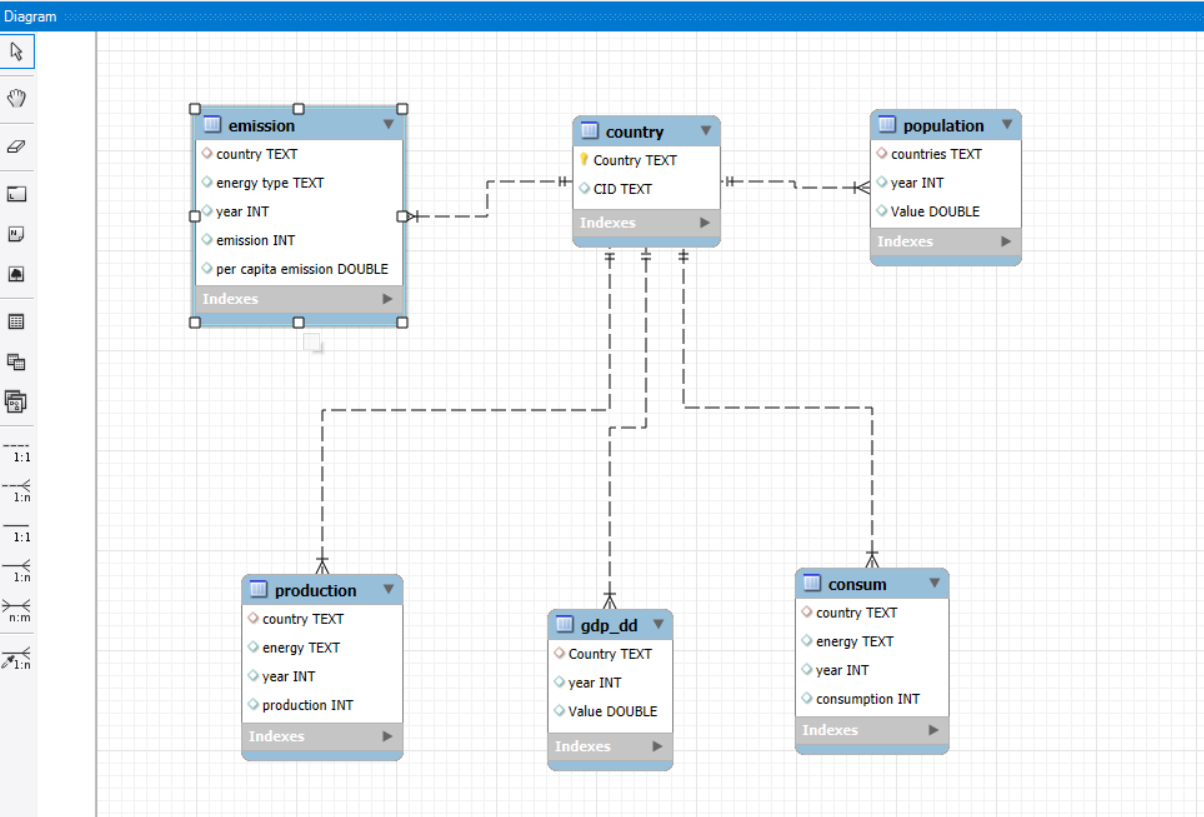 Diagram
emission
country TEXT
energy type TEXT
year INT
emission INT
per capita emission DOUBLE
Indexes
country
Country TEXT
CID TEXT
Indexes
population
countries TEXT
year INT
Value DOUBLE
Indexes
1:1
1:n
1:1
1:n
n:m
1:n
production
country TEXT
energy TEXT
year INT
production INT
Indexes
gdp_dd
Country TEXT
year INT
Value DOUBLE
Indexes
consum
country TEXT
energy TEXT
year INT
consumption INT
Indexes